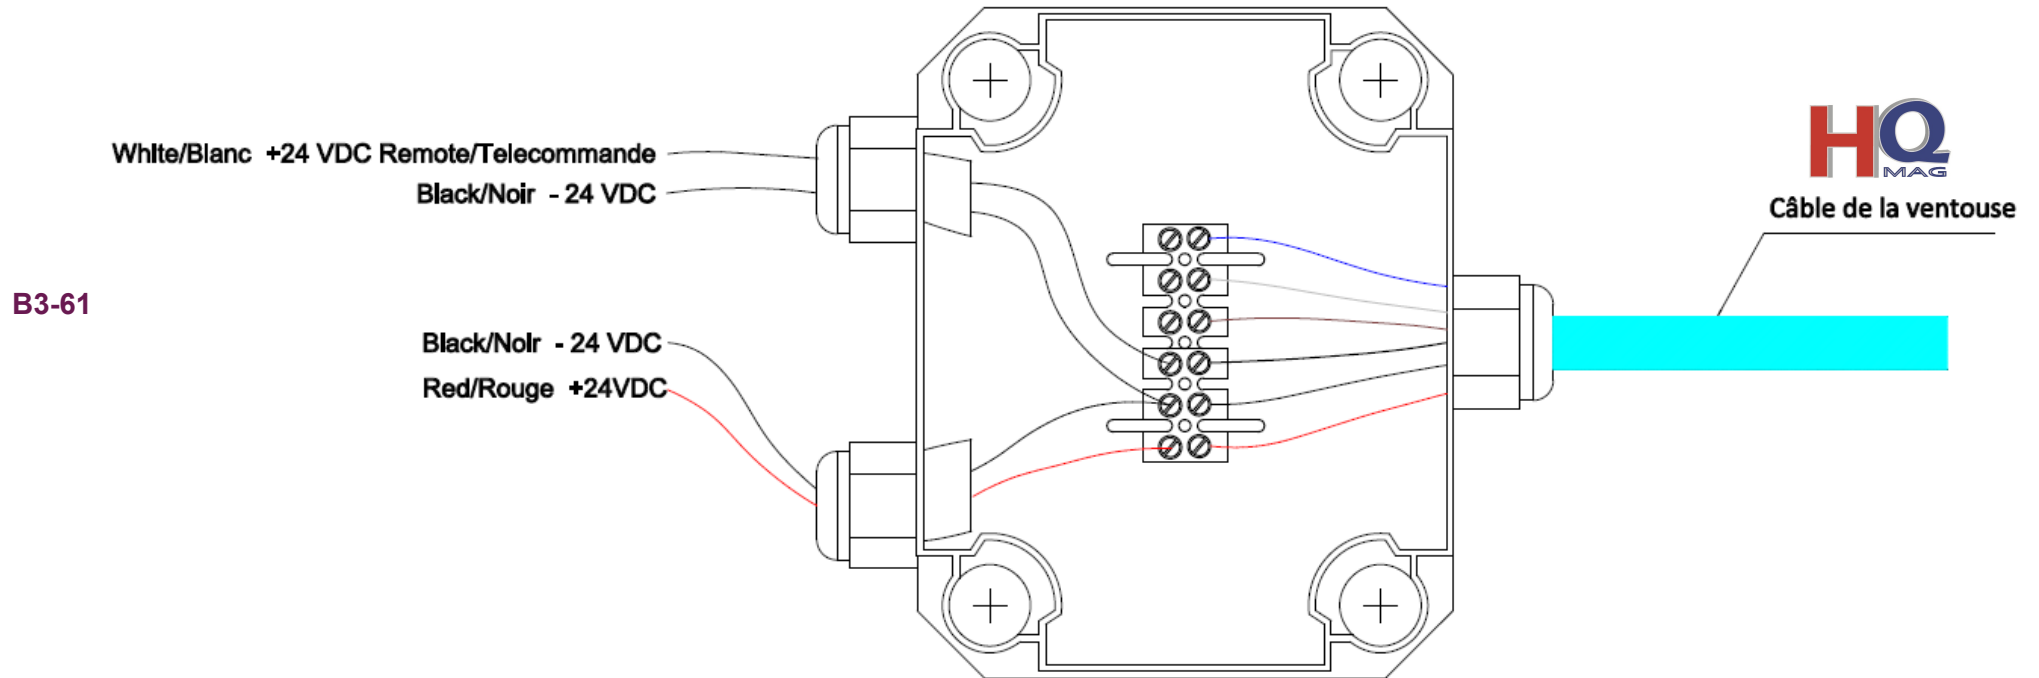 White/Blanc +24 VDC Remote/Telecommande
Black/Noir - 24 VDC
HQ
MAG
Câble de la ventouse
B3-61
Black/Noir - 24 VDC
Red/Rouge +24VDC